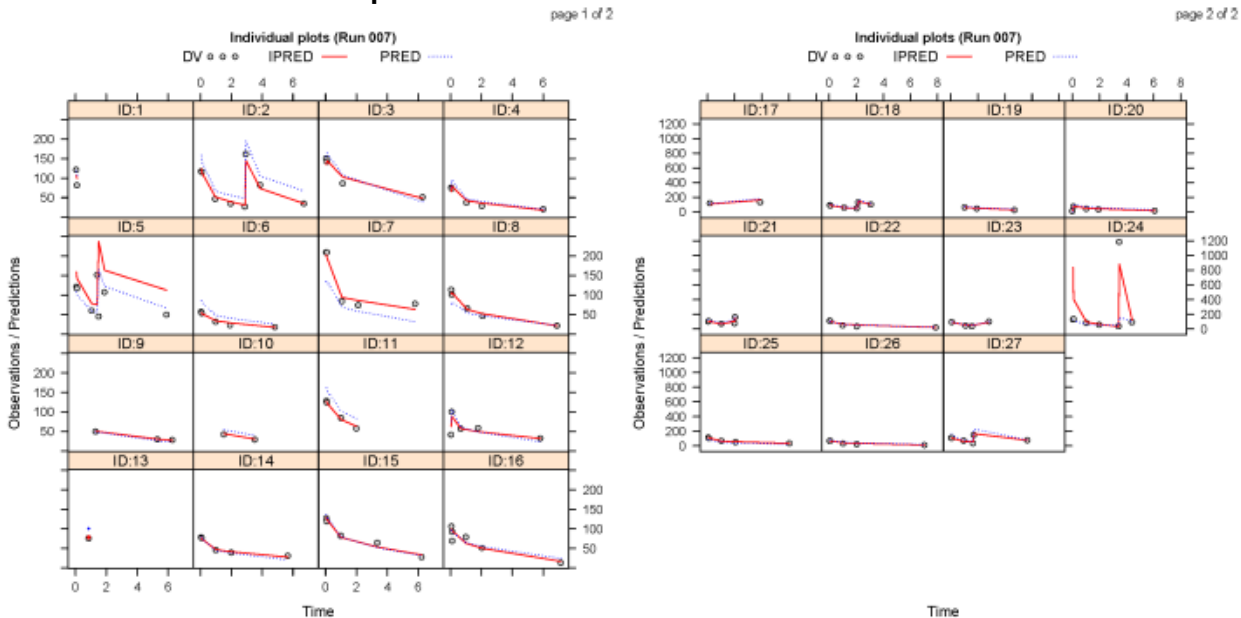 page 1 of 2
Individual plots (Run 007)
DV IPRED PRED
0 2 4 6 0 2 4 6
ID:1 ID:2 ID:3 ID:4
200
150
100
50
ID:5 ID:6 ID:7 ID:8
200
150
100
50
ID:9 ID:10 ID:11 ID:12
200
150
100
50
ID:13 ID:14 ID:15 ID:16
200
150
100
50
0 2 4 6 0 2 4 6
Observations / Predictions
Time
page 2 of 2
Individual plots (Run 007)
DV IPRED PRED
0 2 4 6 8 0 2 4 6 8
ID:17 ID:18 ID:19 ID:20
1200
1000
800
600
400
200
0
ID:21 ID:22 ID:23 ID:24
1200
1000
800
600
400
200
0
ID:25 ID:26 ID:27
1200
1000
800
600
400
200
0
Observations / Predictions
Time